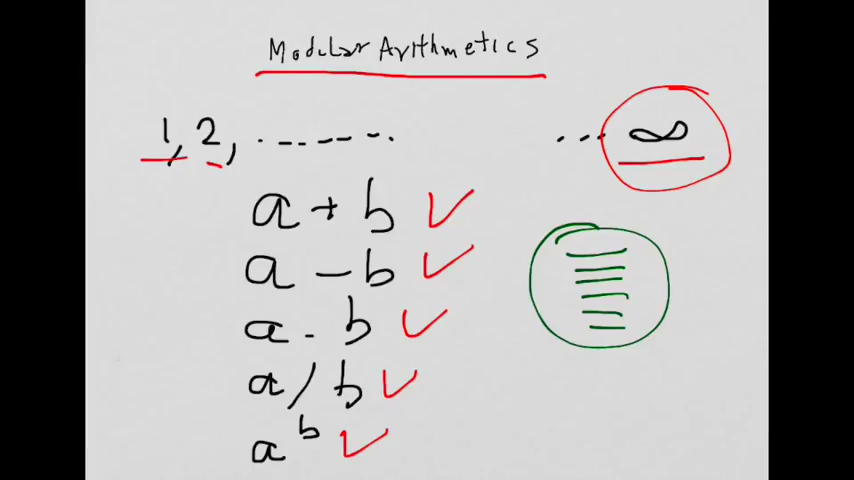 Modular Arithmetics
1, 2, ........ ... ∞
a + b ✓
a - b ✓
a . b ✓
a / b ✓
a^b ✓